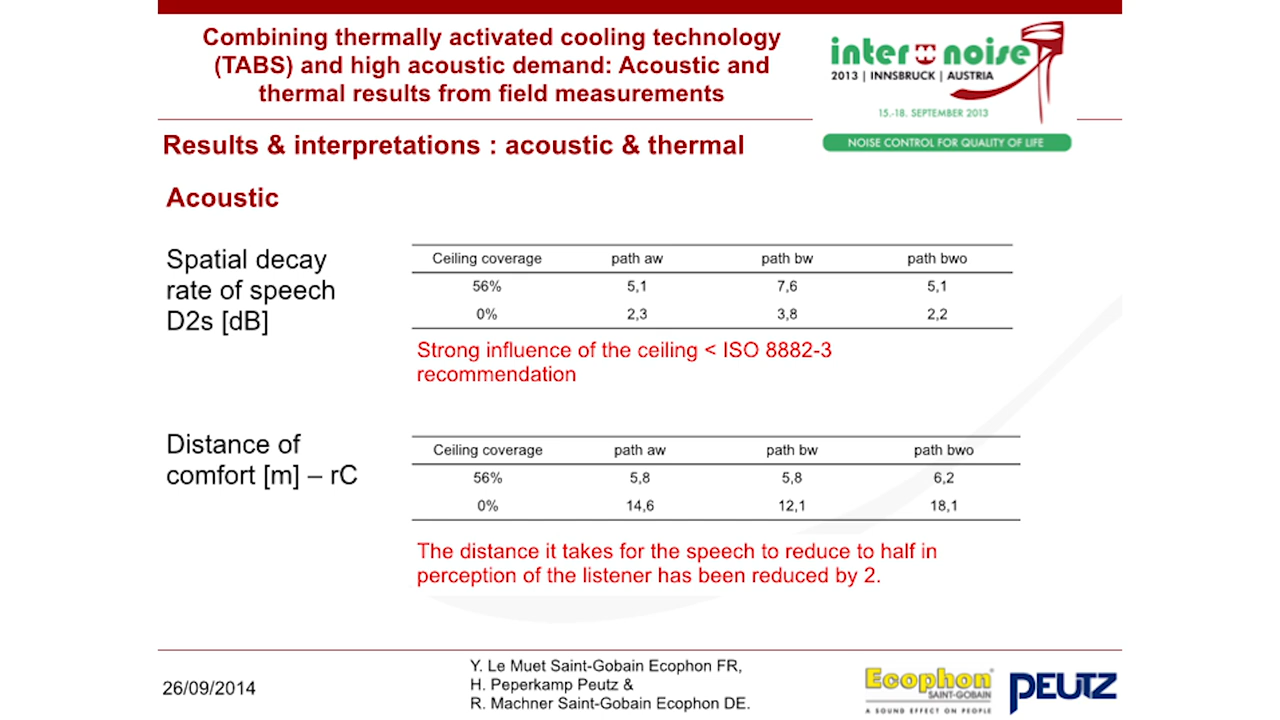 Combining thermally activated cooling technology
(TABS) and high acoustic demand: Acoustic and
thermal results from field measurements
inter noise
2013 | INNSBRUCK | AUSTRIA
15.-18. SEPTEMBER 2013
NOISE CONTROL FOR QUALITY OF LIFE
Results & interpretations : acoustic & thermal
Acoustic
Spatial decay
rate of speech
D2s [dB]
Ceiling coverage path aw path bw path bwo
56% 5,1 7,6 5,1
0% 2,3 3,8 2,2
Strong influence of the ceiling < ISO 8882-3
recommendation
Distance of
comfort [m] – rC
Ceiling coverage path aw path bw path bwo
56% 5,8 5,8 6,2
0% 14,6 12,1 18,1
The distance it takes for the speech to reduce to half in
perception of the listener has been reduced by 2.
26/09/2014
Y. Le Muet Saint-Gobain Ecophon FR,
H. Peperkamp Peutz &
R. Machner Saint-Gobain Ecophon DE.
Ecophon®
SAINT-GOBAIN
A SOUND EFFECT ON PEOPLE
PEUTZ